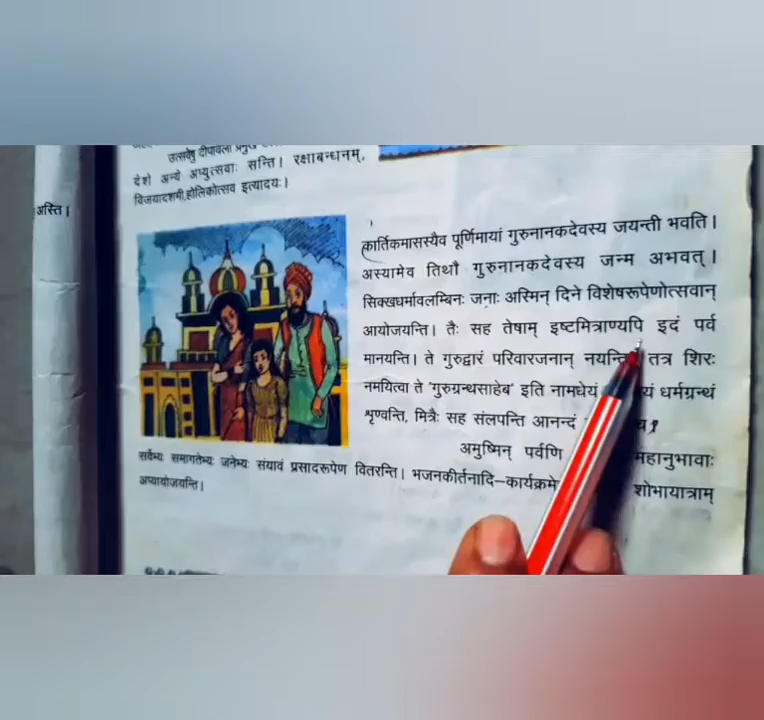 उत्सवेषु दीपावली
देशे अन्ये अप्युत्सवाः सन्ति। रक्षाबन्धनम्,
विजयादशमी,होलिकोत्सव इत्यादयः।
अस्ति।
कार्तिकमासस्यैव पूर्णिमायां गुरुनानकदेवस्य जयन्ती भवति।
अस्यामेव तिथौ गुरुनानकदेवस्य जन्म अभवत्।
सिक्खधर्मावलम्बिनः जनाः अस्मिन् दिने विशेषरूपेणोत्सवान्
आयोजयन्ति। तैः सह तेषाम् इष्टमित्राण्यपि इदं पर्व
मानयन्ति। ते गुरुद्वारं परिवारजनान् नयन्ति तत्र शिरः
नमयित्वा ते 'गुरुग्रन्थसाहेब' इति नामधेयं धर्मग्रन्थं
शृण्वन्ति, मित्रैः सह संलपन्ति आनन्दं
अमुष्मिन् पर्वणि महानुभावाः
सर्वेभ्यः समागतेभ्यः जनेभ्यः संयावं प्रसादरूपेण वितरन्ति। भजनकीर्तनादि-कार्यक्रमे शोभायात्राम्
अप्यायोजयन्ति।